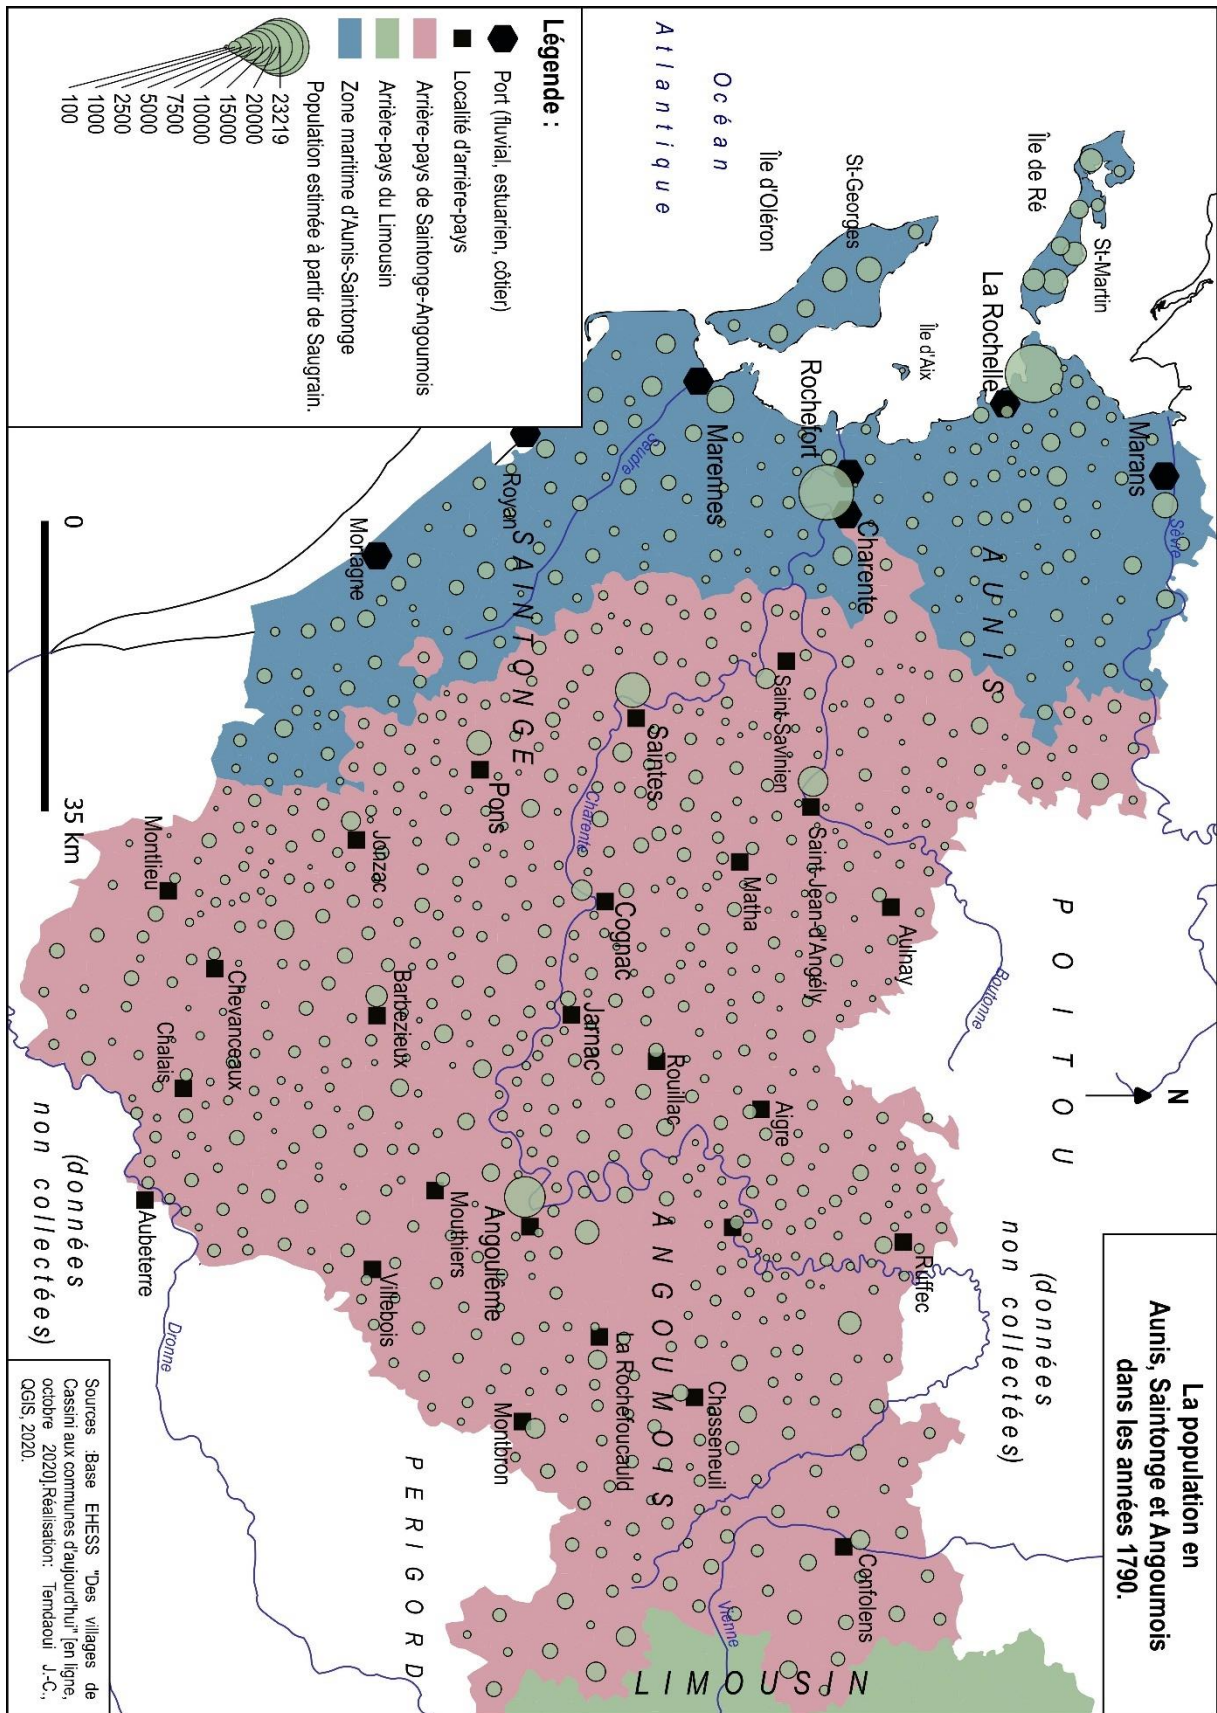 La population en
Aunis, Saintonge et Angoumois
dans les années 1790.
Légende :
Port (fluvial, estuarien, côtier)
Localité d'arrière-pays
Arrière-pays de Saintonge-Angoumois
Arrière-pays du Limousin
Zone maritime d'Aunis-Saintonge
Population estimée à partir de Saugrain.
23219
20000
15000
10000
7500
5000
2500
1000
100
Océan
Atlantique
Île de Ré
St-Martin
La Rochelle
Île d'Oléron
St-Georges
Île d'Aix
Rochefort
Marans
Sèvre
AUNIS
Charente
Marennes
Seudre
Royan
SAINTONGE
Mortagne
0
35 km
Saint-Savinien
Saintes
Pons
Charente
Saint-Jean-d'Angély
Matha
Aulnay
Boutonne
POITOU
N
(données
non collectées)
Cognac
Jonzac
Montlieu
Chevanceaux
Barbezieux
Jarnac
Rouillac
Aigre
Chalais
(données
non collectées)
Aubeterre
Dronne
Mouthiers
Villebois
Angoulême
ANGOUMOIS
Ruffec
La Rochefoucauld
Chasseneuil
Montbron
PERIGORD
Confolens
Vienne
LIMOUSIN
Sources :Base EHESS "Des villages de
Cassini aux communes d'aujourd'hui" [en ligne,
octobre 2020].Réalisation: Temdaoui J.-C.,
QGIS, 2020.